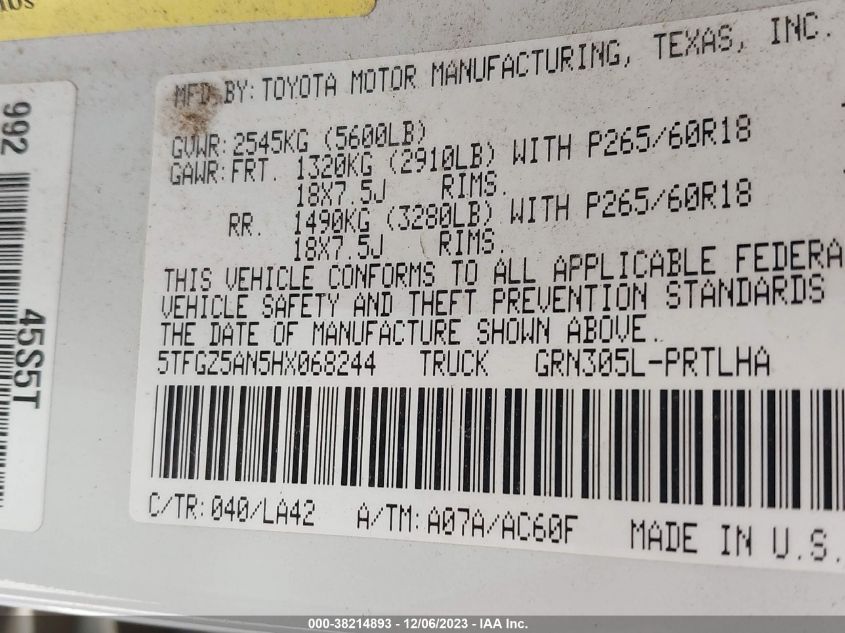 lbs
MFD BY: TOYOTA MOTOR MANUFACTURING, TEXAS, INC.
GVWR: 2545KG (5600LB)
GAWR: FRT. 1320KG (2910LB) WITH P265/60R18
18X7.5J RIMS.
RR. 1490KG (3280LB) WITH P265/60R18
18X7.5J RIMS.
THIS VEHICLE CONFORMS TO ALL APPLICABLE FEDERA
VEHICLE SAFETY AND THEFT PREVENTION STANDARDS
THE DATE OF MANUFACTURE SHOWN ABOVE.
5TFGZ5AN5HX068244 TRUCK GRN305L-PRTLHA
C/TR: 040/LA42 A/TM: A07A/AC60F MADE IN U.S.
992
45S5T
000-38214893 - 12/06/2023 - IAA Inc.